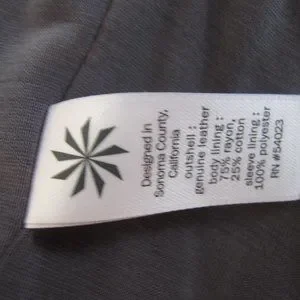 Designed in
Sonoma County,
California
outshell :
genuine leather
body lining :
75% rayon,
25% cotton
sleeve lining :
100% polyester
RN #54023